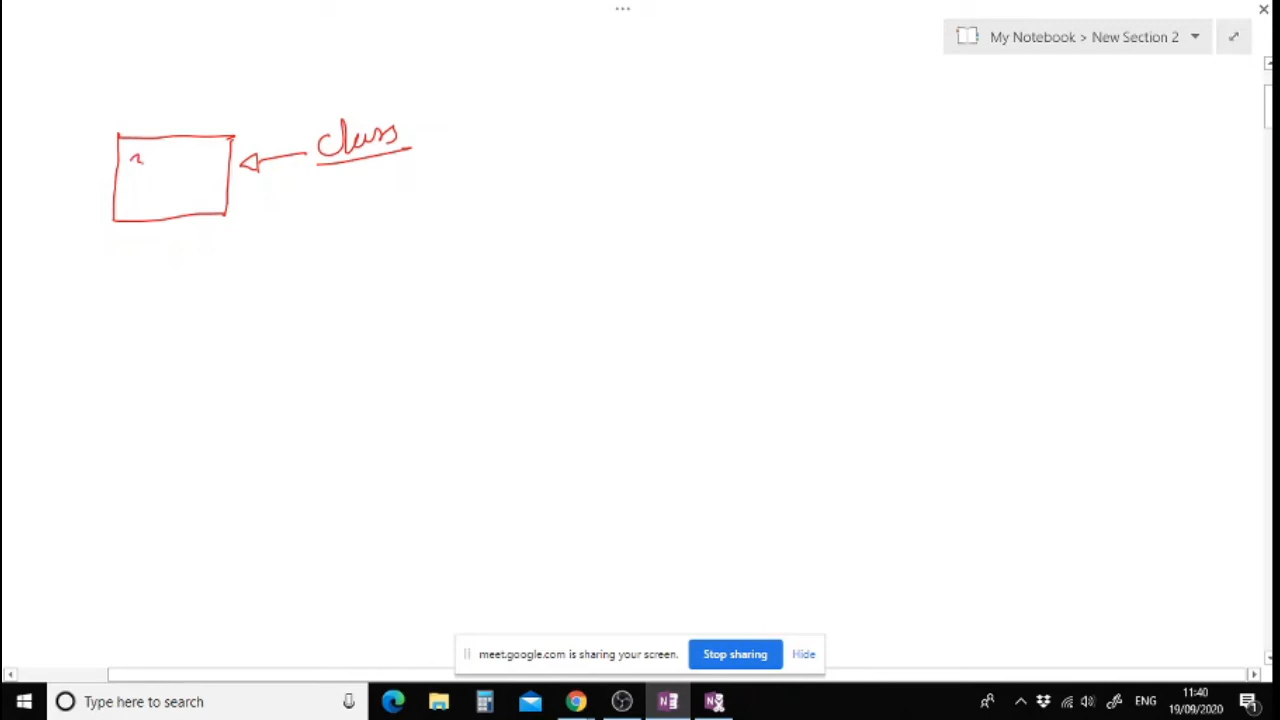 My Notebook > New Section 2
class
meet.google.com is sharing your screen.
Stop sharing
Hide
Type here to search
ENG
11:40
19/09/2020